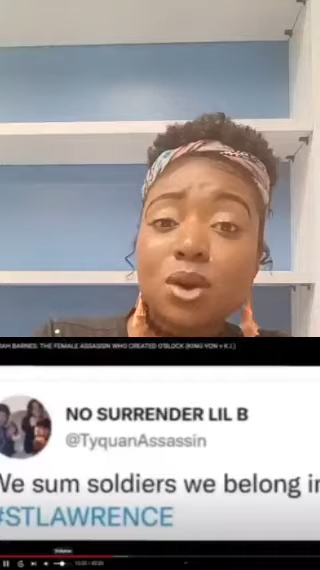 BARNES: THE FEMALE ASSASSIN WHO CREATED O'BLOCK (KING VON v K.I.)
NO SURRENDER LIL B
@TyquanAssassin
We sum soldiers we belong in
#STLAWRENCE